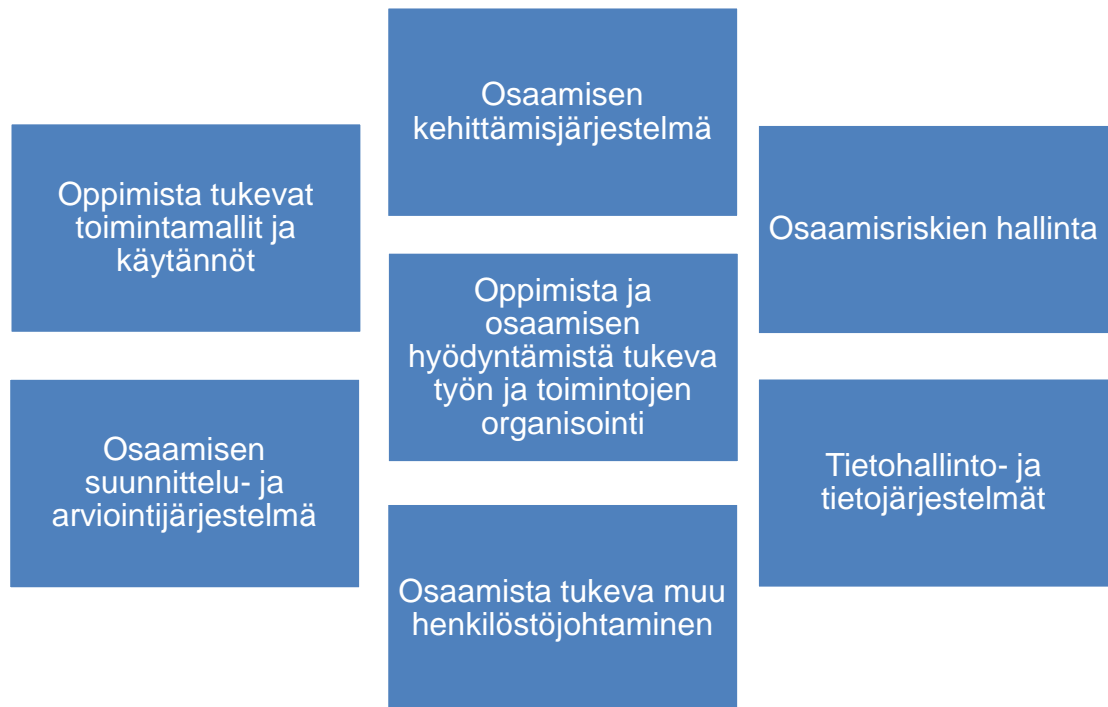 Osaamisen
kehittämisjärjestelmä
Oppimista tukevat
toimintamallit ja
käytännöt
Osaamisriskien hallinta
Oppimista ja
osaamisen
hyödyntämistä tukeva
työn ja toimintojen
organisointi
Osaamisen
suunnittelu- ja
arviointijärjestelmä
Tietohallinto- ja
tietojärjestelmät
Osaamista tukeva muu
henkilöstöjohtaminen